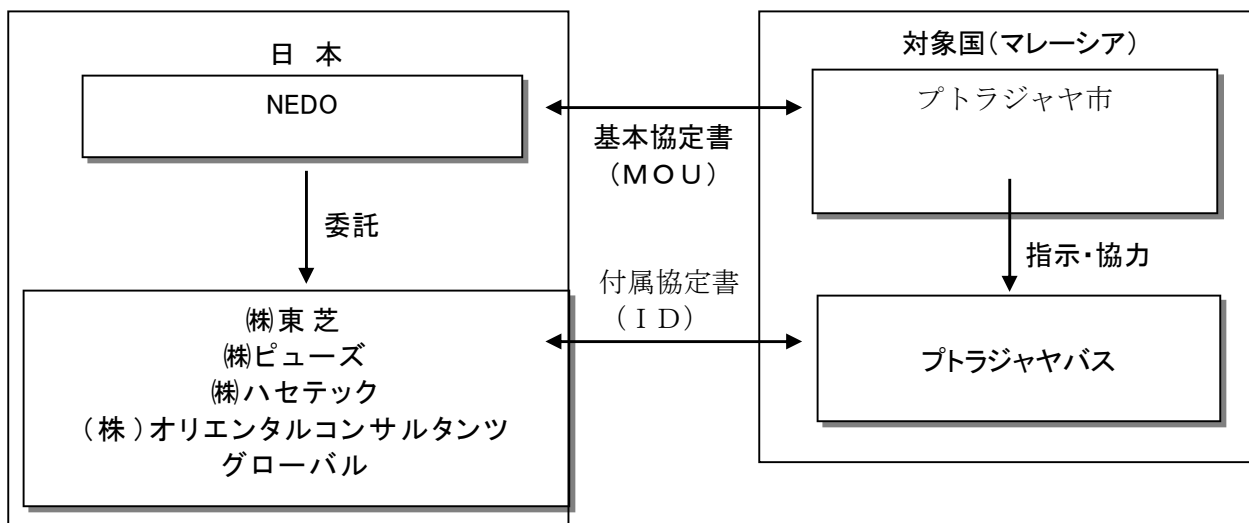 日 本
NEDO
委託
㈱東 芝
㈱ピューズ
㈱ハセテック
(株)オリエンタルコンサルタンツ
グローバル
基本協定書
(MOU)
付属協定書
(ID)
対象国(マレーシア)
プトラジャヤ市
指示・協力
プトラジャヤバス